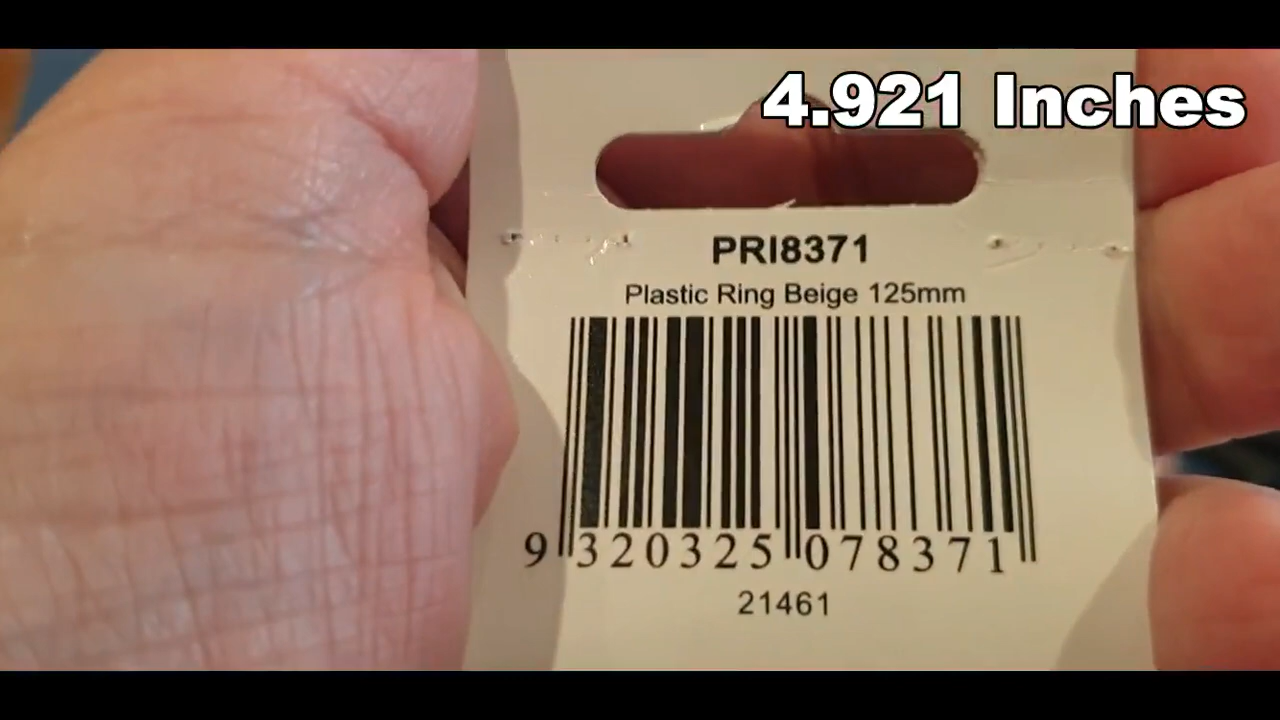 4.921 Inches
PRI8371
Plastic Ring Beige 125mm
9 320325 078371
21461